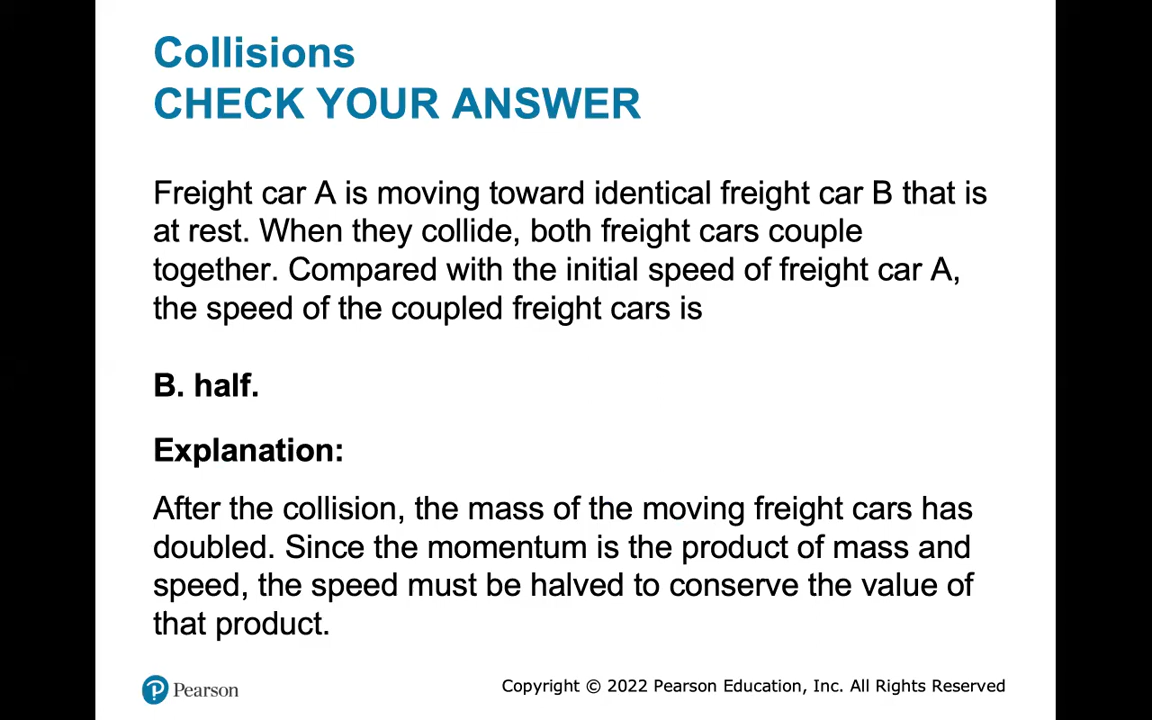 Collisions
CHECK YOUR ANSWER
Freight car A is moving toward identical freight car B that is
at rest. When they collide, both freight cars couple
together. Compared with the initial speed of freight car A,
the speed of the coupled freight cars is
B. half.
Explanation:
After the collision, the mass of the moving freight cars has
doubled. Since the momentum is the product of mass and
speed, the speed must be halved to conserve the value of
that product.
P Pearson
Copyright © 2022 Pearson Education, Inc. All Rights Reserved